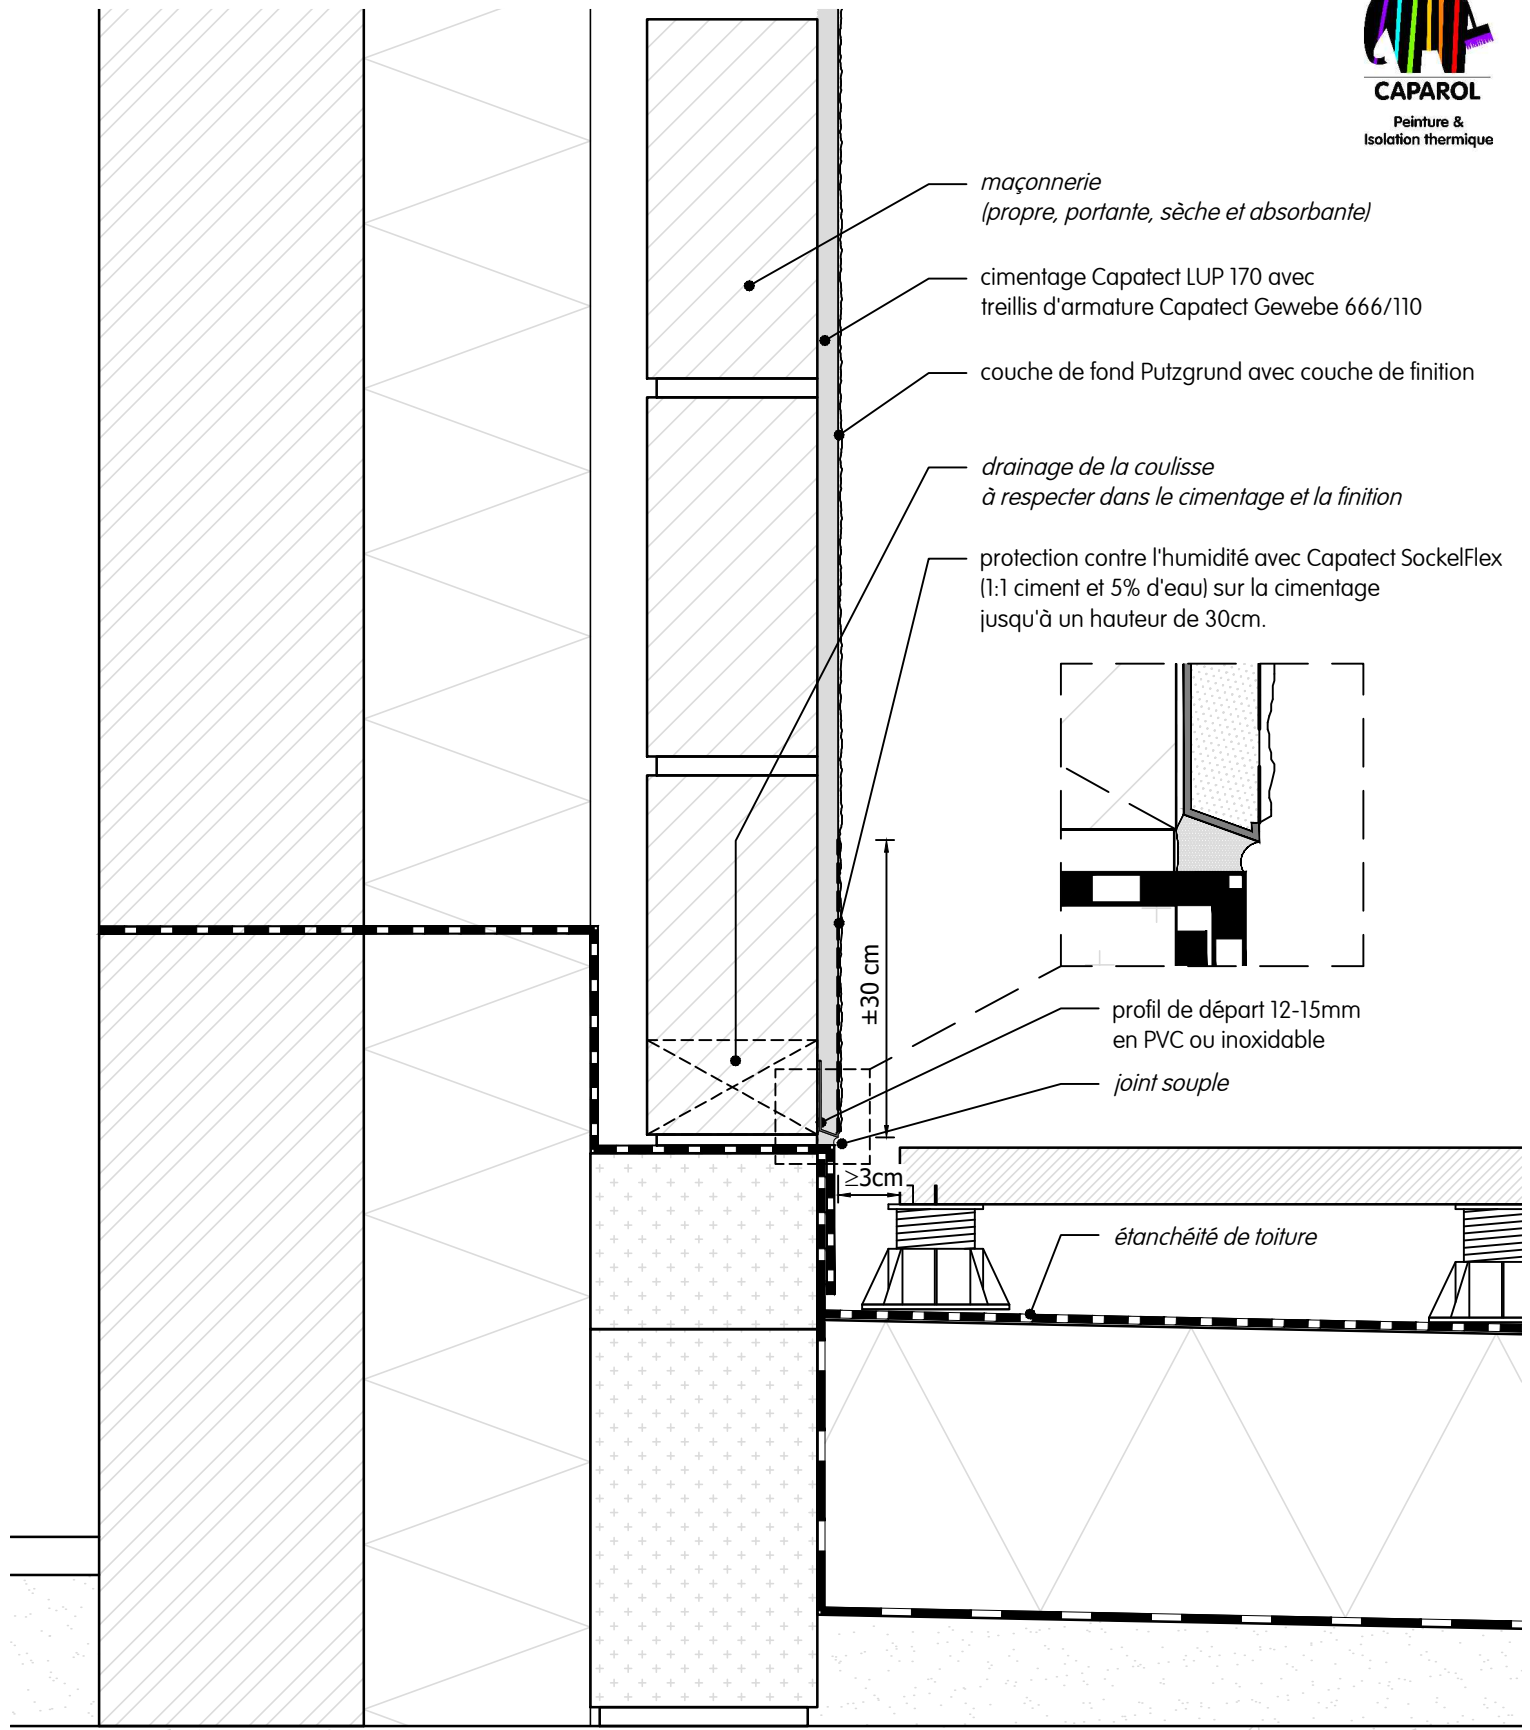 CAPAROL
Peinture &
Isolation thermique
maçonnerie
(propre, portante, sèche et absorbante)
cimentage Capatect LUP 170 avec
treillis d'armature Capatect Gewebe 666/110
couche de fond Putzgrund avec couche de finition
drainage de la coulisse
à respecter dans le cimentage et la finition
protection contre l'humidité avec Capatect SockelFlex
(1:1 ciment et 5% d'eau) sur la cimentage
jusqu'à un hauteur de 30cm.
±30 cm
profil de départ 12-15mm
en PVC ou inoxidable
joint souple
≥3cm
étanchéité de toiture